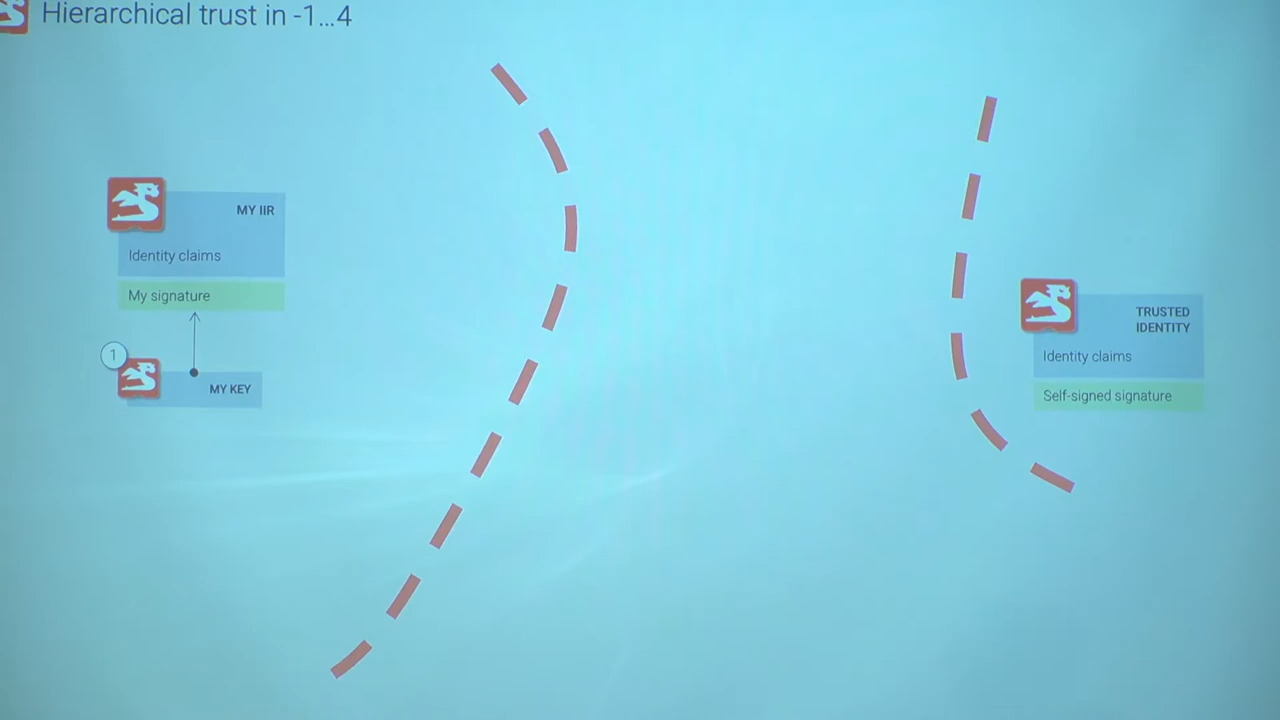 Hierarchical trust in -1...4
MY IIR
Identity claims
My signature
1
MY KEY
TRUSTED
IDENTITY
Identity claims
Self-signed signature